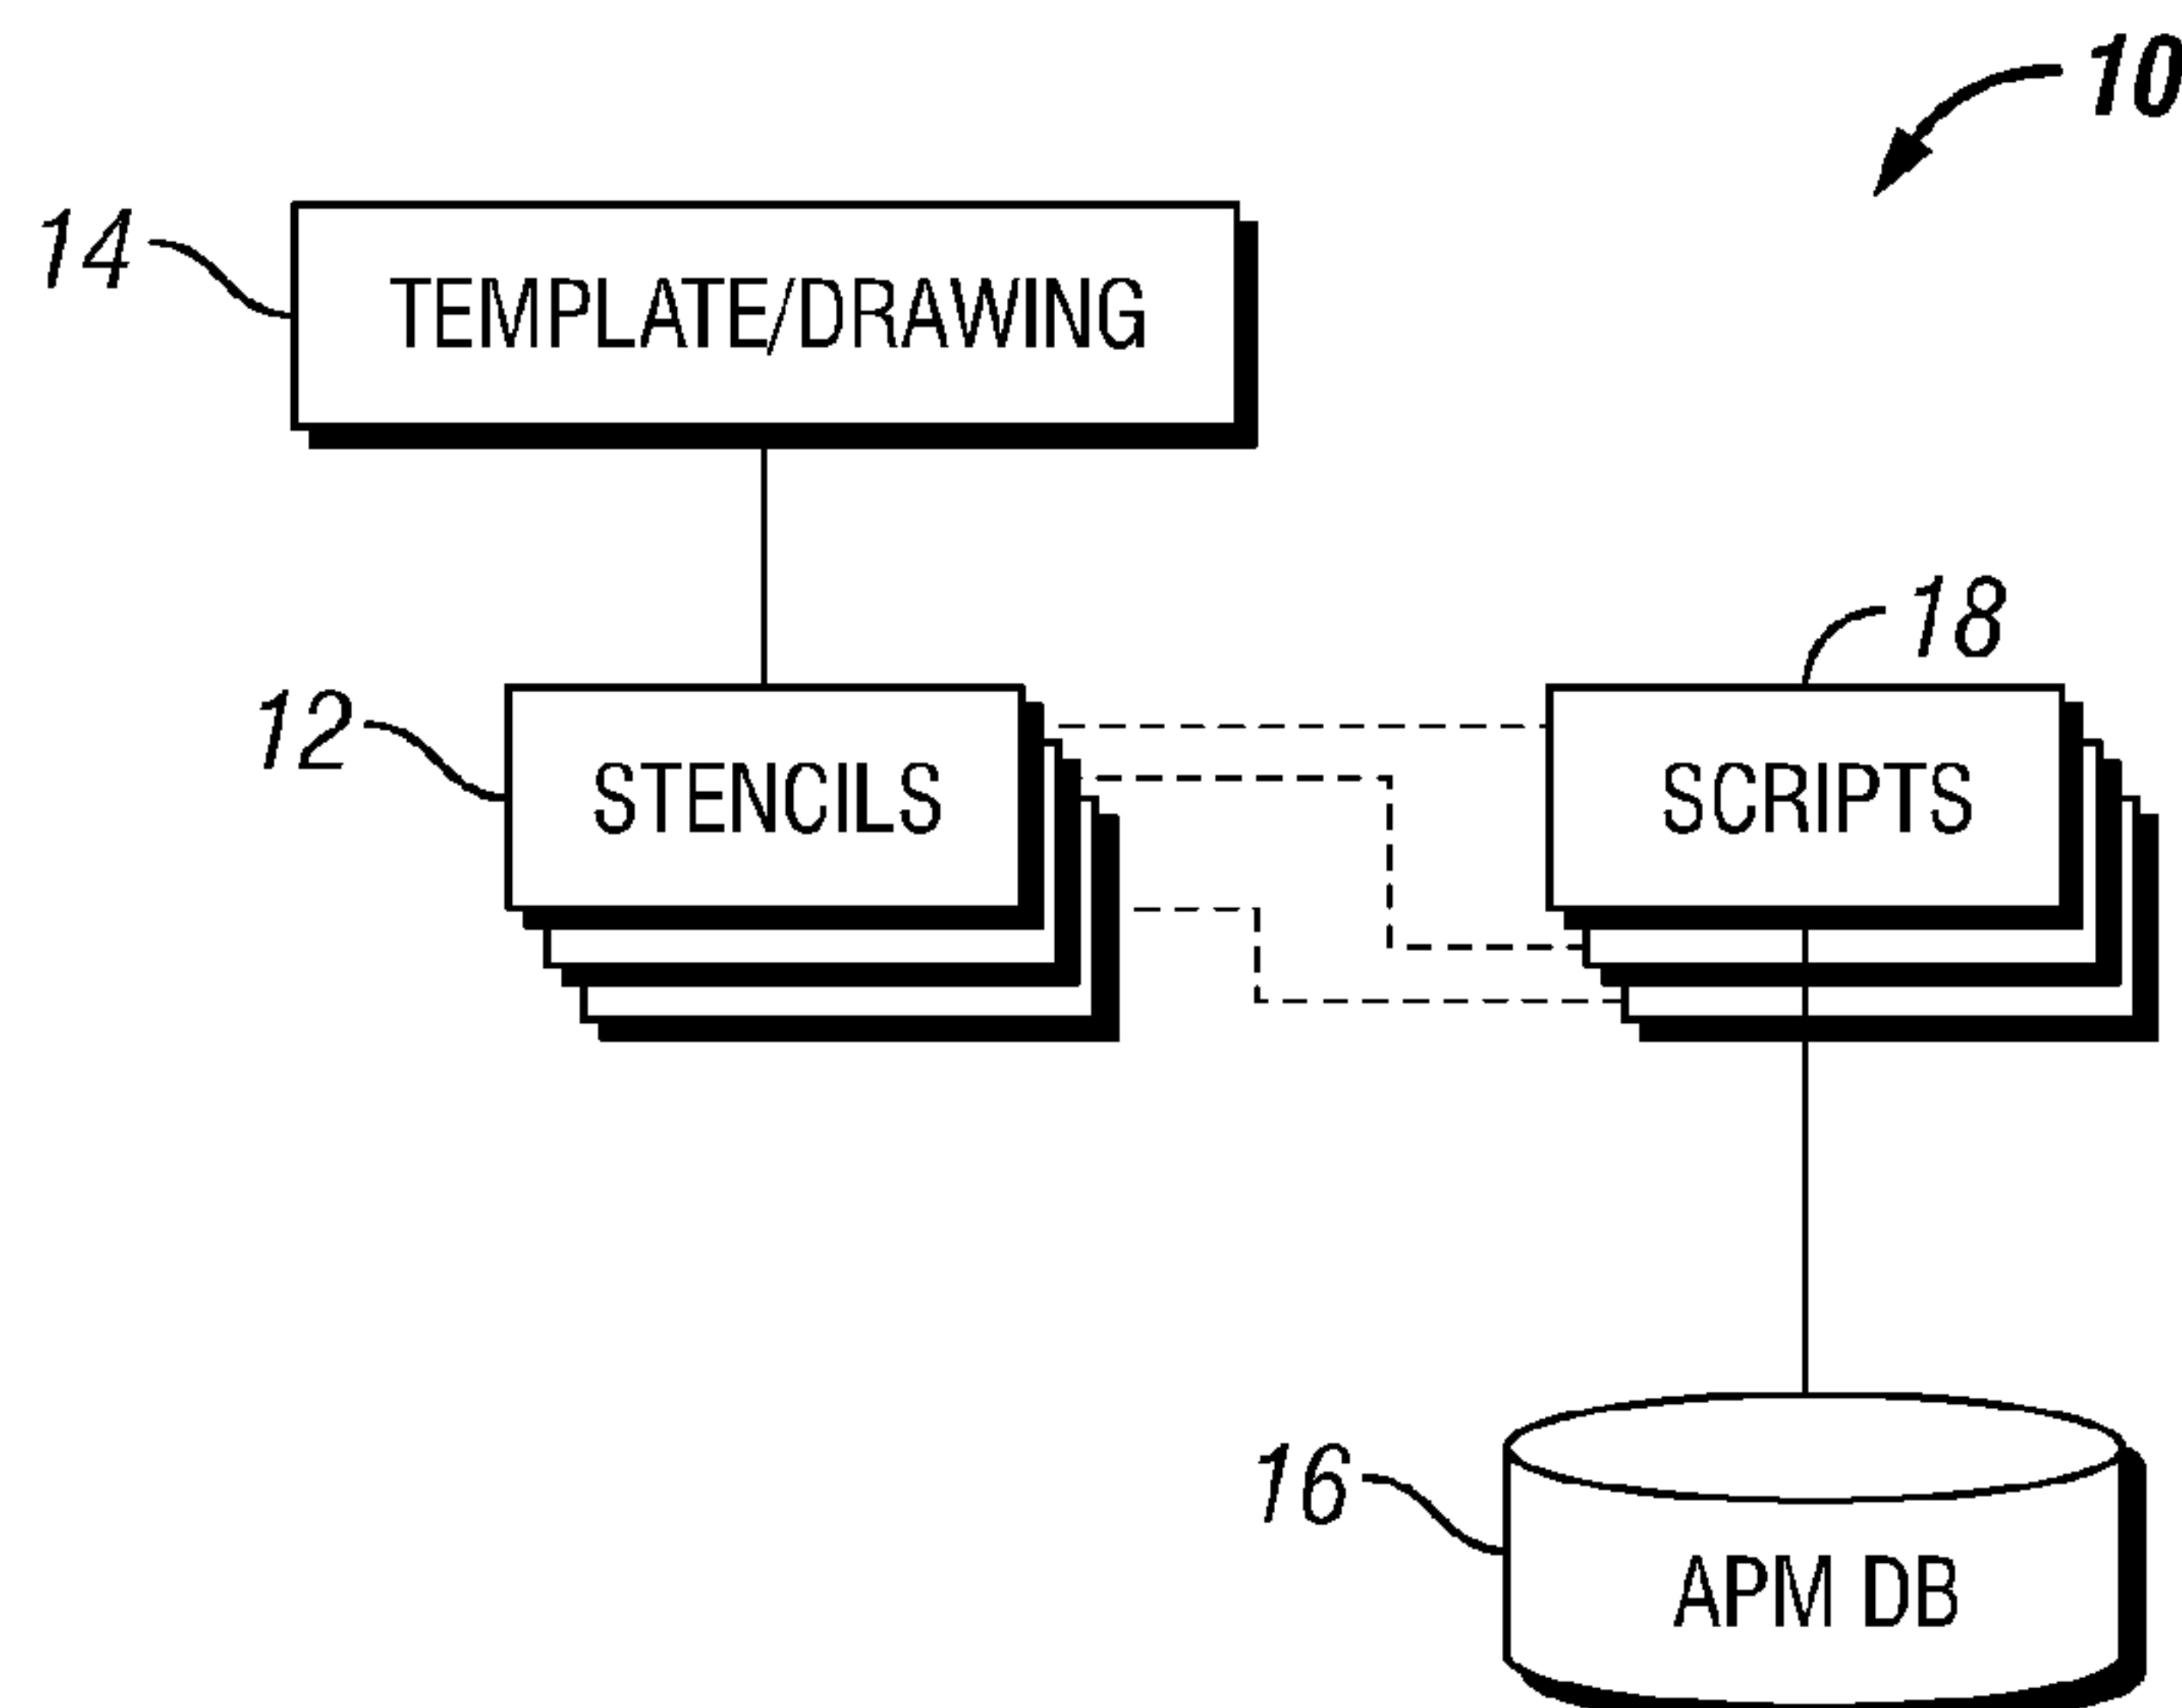 10
14
TEMPLATE/DRAWING
18
12
STENCILS
SCRIPTS
16
APM DB